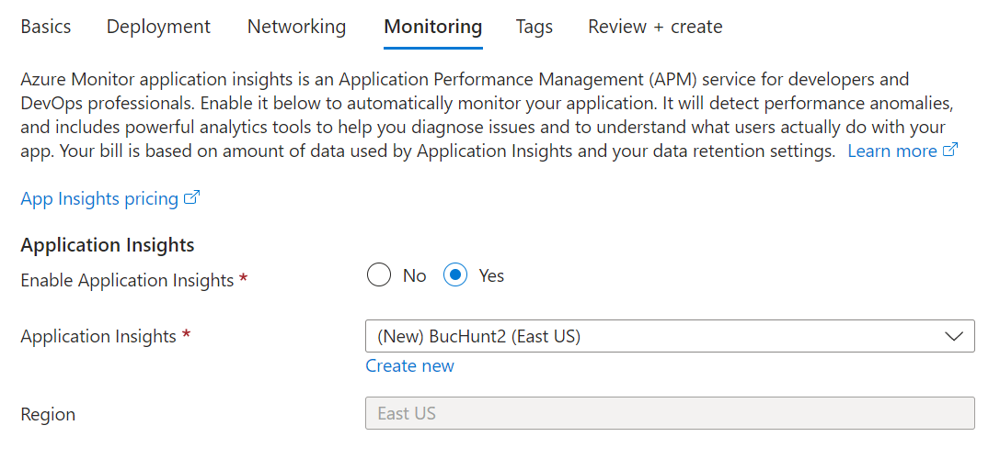 Basics Deployment Networking Monitoring Tags Review + create
Azure Monitor application insights is an Application Performance Management (APM) service for developers and
DevOps professionals. Enable it below to automatically monitor your application. It will detect performance anomalies,
and includes powerful analytics tools to help you diagnose issues and to understand what users actually do with your
app. Your bill is based on amount of data used by Application Insights and your data retention settings. Learn more
App Insights pricing
Application Insights
Enable Application Insights * No Yes
Application Insights * (New) BucHunt2 (East US)
Create new
Region East US